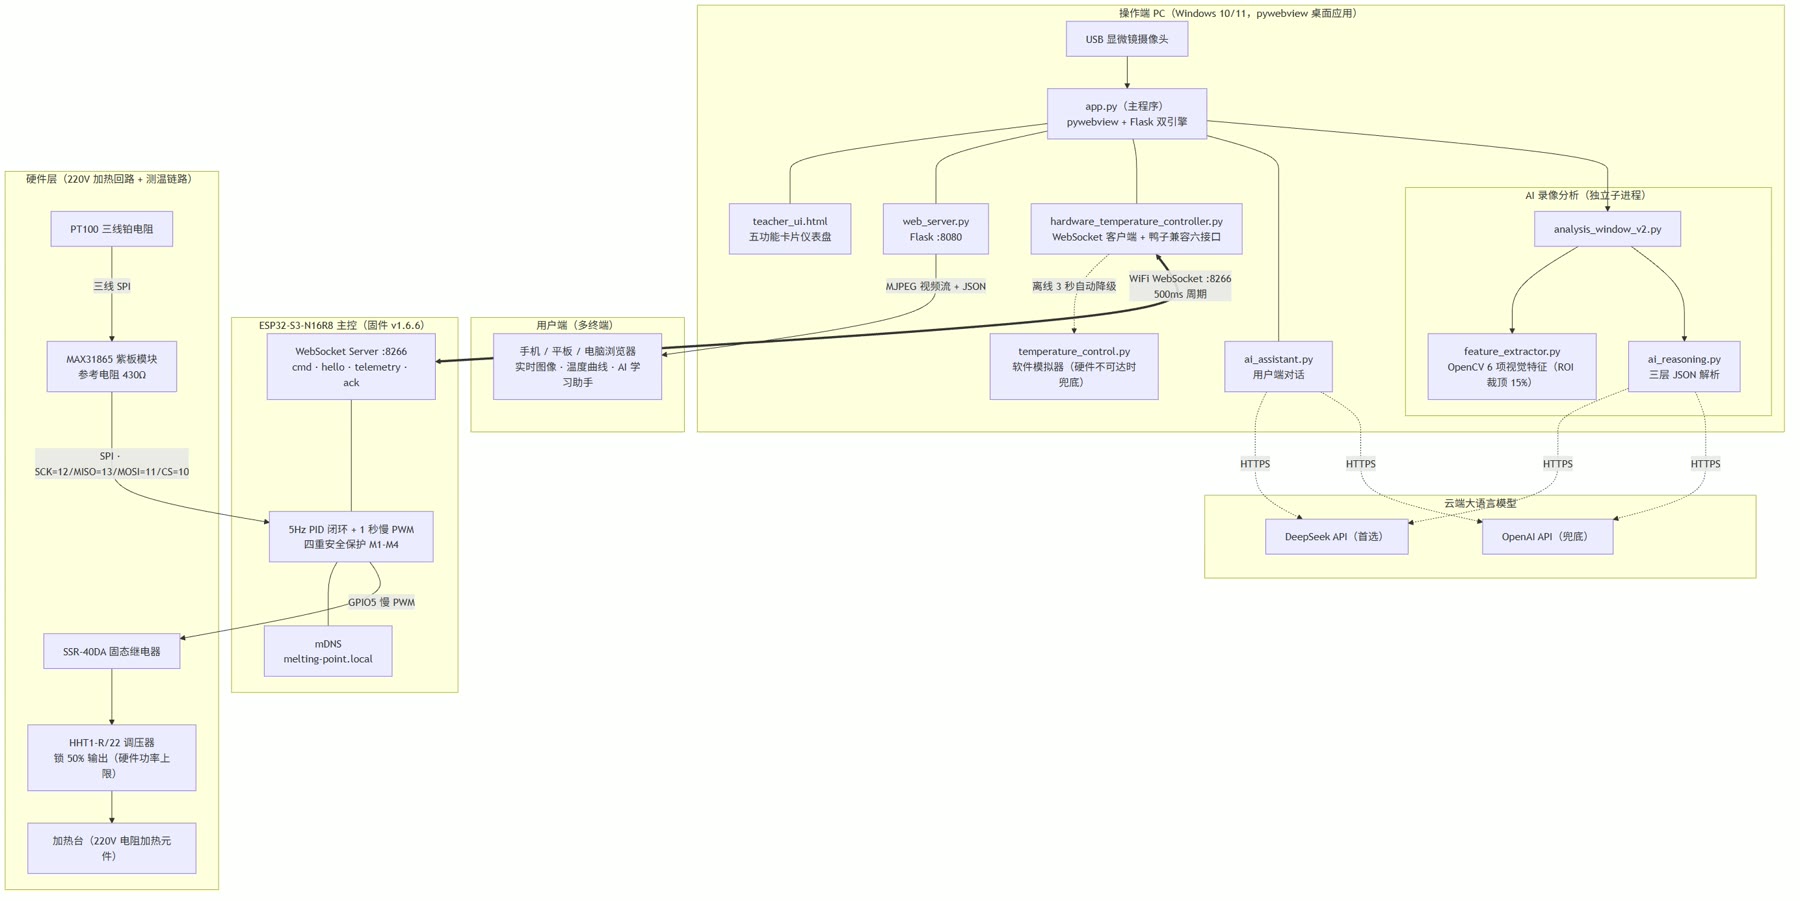 操作端 PC（Windows 10/11，pywebview 桌面应用）
USB 显微镜摄像头
app.py（主程序）
pywebview + Flask 双引擎
teacher_ui.html
五功能卡片仪表盘
web_server.py
Flask :8080
hardware_temperature_controller.py
WebSocket 客户端 + 鸭子兼容六接口
MJPEG 视频流 + JSON
离线 3 秒自动降级
WiFi WebSocket :8266
500ms 周期
temperature_control.py
软件模拟器（硬件不可达时
兜底）
ai_assistant.py
用户端对话
AI 录像分析（独立子进程）
analysis_window_v2.py
feature_extractor.py
OpenCV 6 项视觉特征（ROI
裁顶 15%）
ai_reasoning.py
三层 JSON 解析
HTTPS
HTTPS
HTTPS
HTTPS
云端大语言模型
DeepSeek API（首选）
OpenAI API（兜底）
用户端（多终端）
手机 / 平板 / 电脑浏览器
实时图像 · 温度曲线 · AI 学
习助手
ESP32-S3-N16R8 主控（固件 v1.6.6）
WebSocket Server :8266
cmd · hello · telemetry ·
ack
5Hz PID 闭环 + 1 秒慢 PWM
四重安全保护 M1-M4
GPIO5 慢 PWM
mDNS
melting-point.local
硬件层（220V 加热回路 + 测温链路）
PT100 三线铂电阻
三线 SPI
MAX31865 紫板模块
参考电阻 430Ω
SPI ·
SCK=12/MISO=13/MOSI=11/CS=10
SSR-40DA 固态继电器
HHT1-R/22 调压器
锁 50% 输出（硬件功率上
限）
加热台（220V 电阻加热元
件）